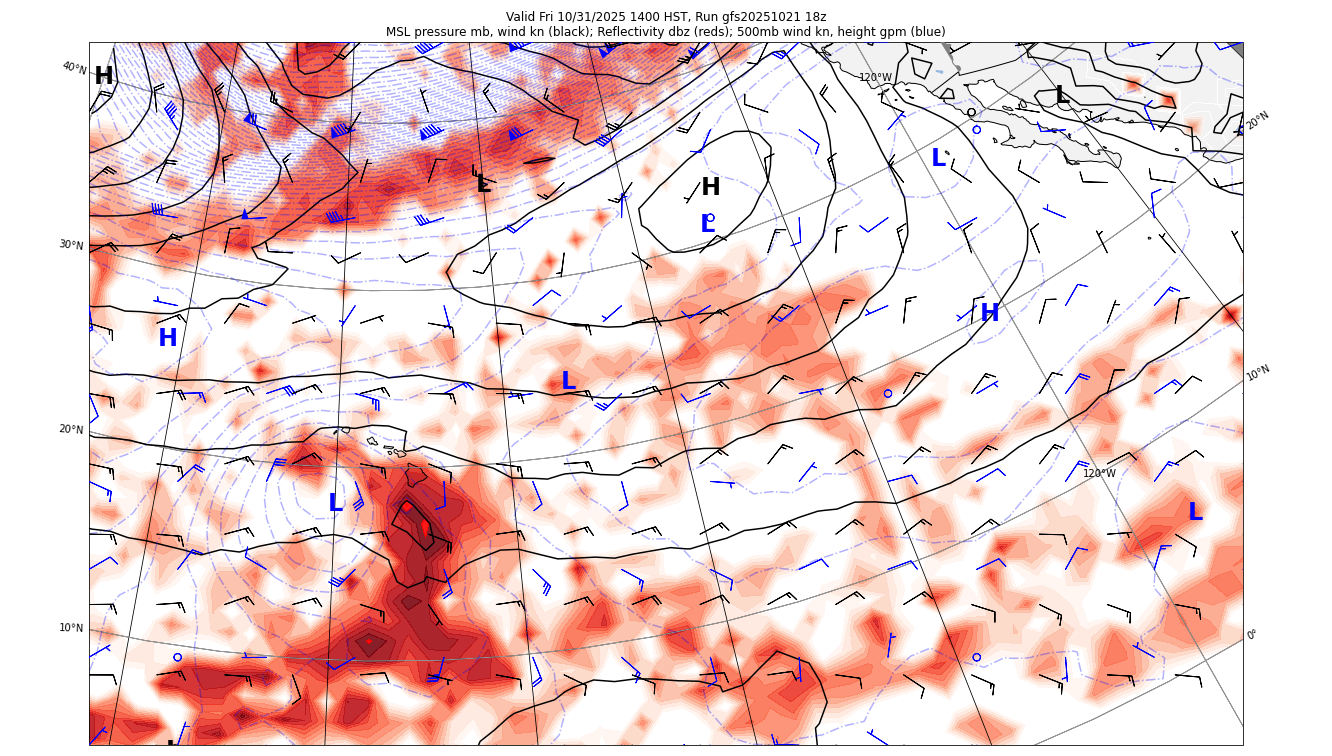 Valid Fri 10/31/2025 1400 HST, Run gfs20251021 18z
MSL pressure mb, wind kn (black); Reflectivity dbz (reds); 500mb wind kn, height gpm (blue)
40°N
H
120°W
L
20°N
L
L
H
L
30°N
H
H
L
10°N
20°N
120°W
L
L
10°N
0°
L